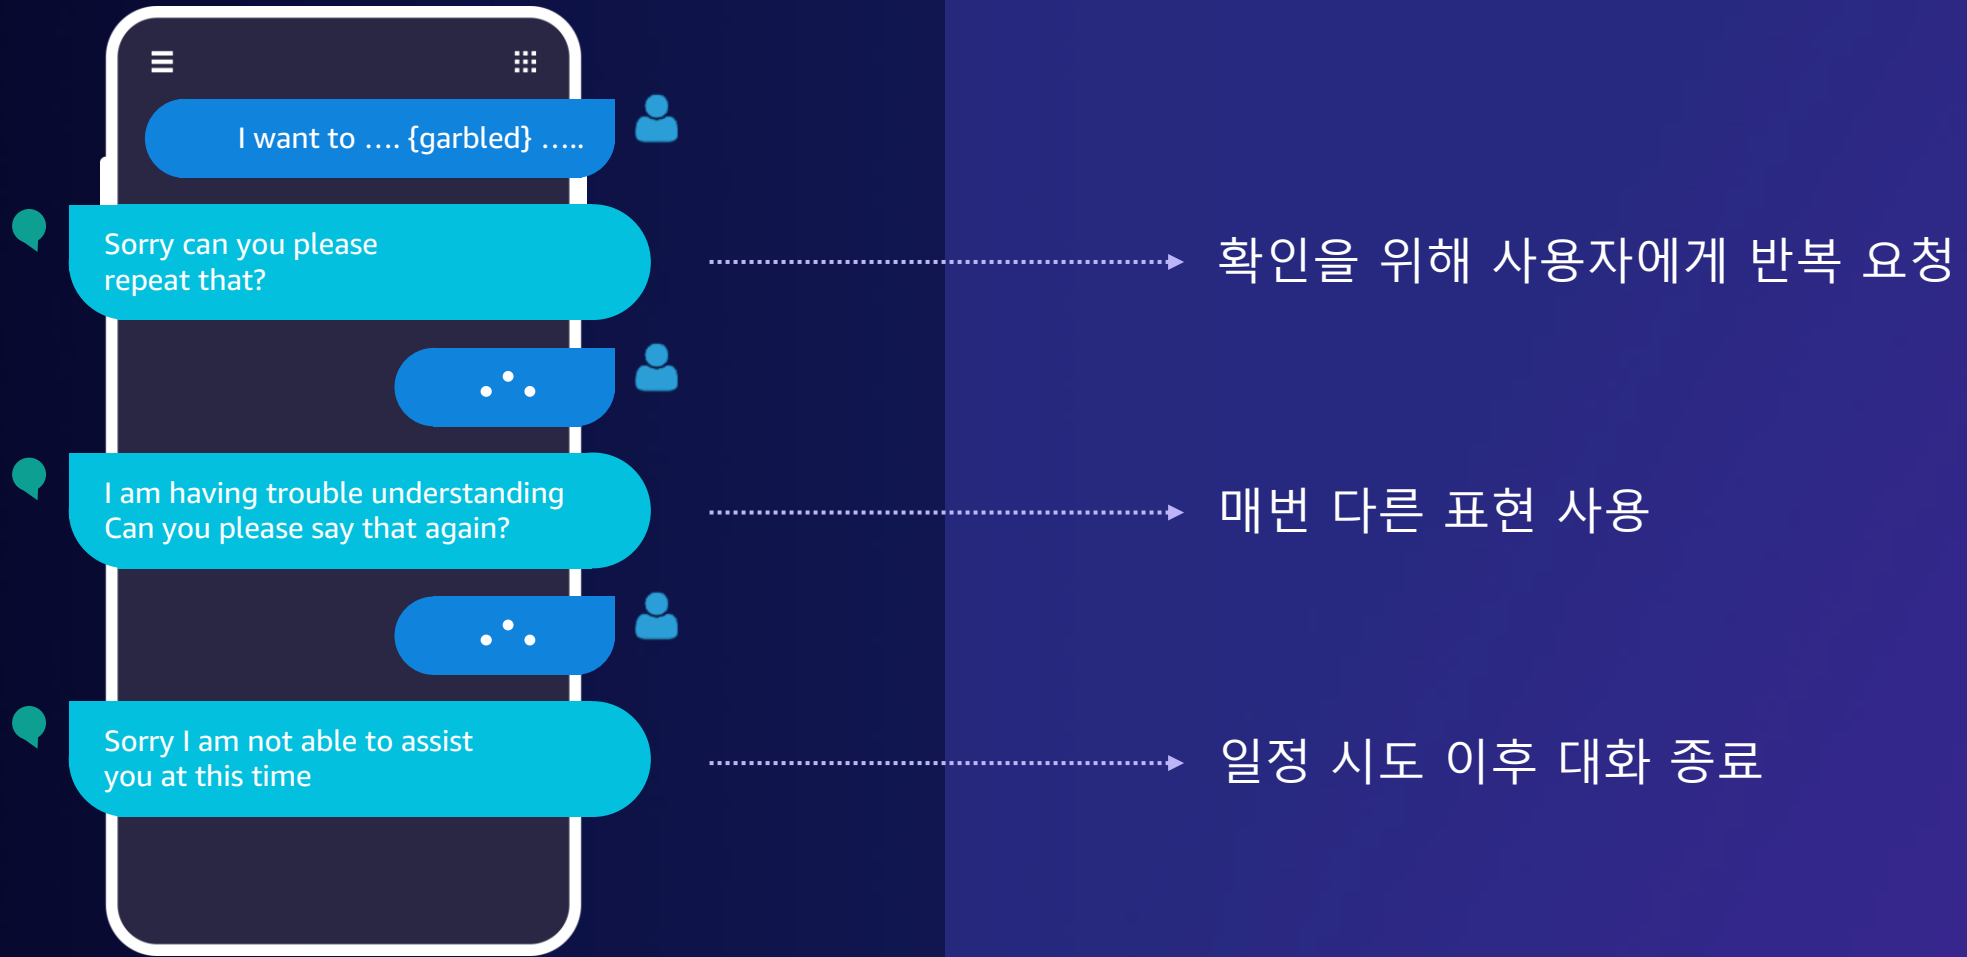 I want to …. {garbled} …..
Sorry can you please
repeat that?
확인을 위해 사용자에게 반복 요청
I am having trouble understanding
Can you please say that again?
매번 다른 표현 사용
Sorry I am not able to assist
you at this time
일정 시도 이후 대화 종료